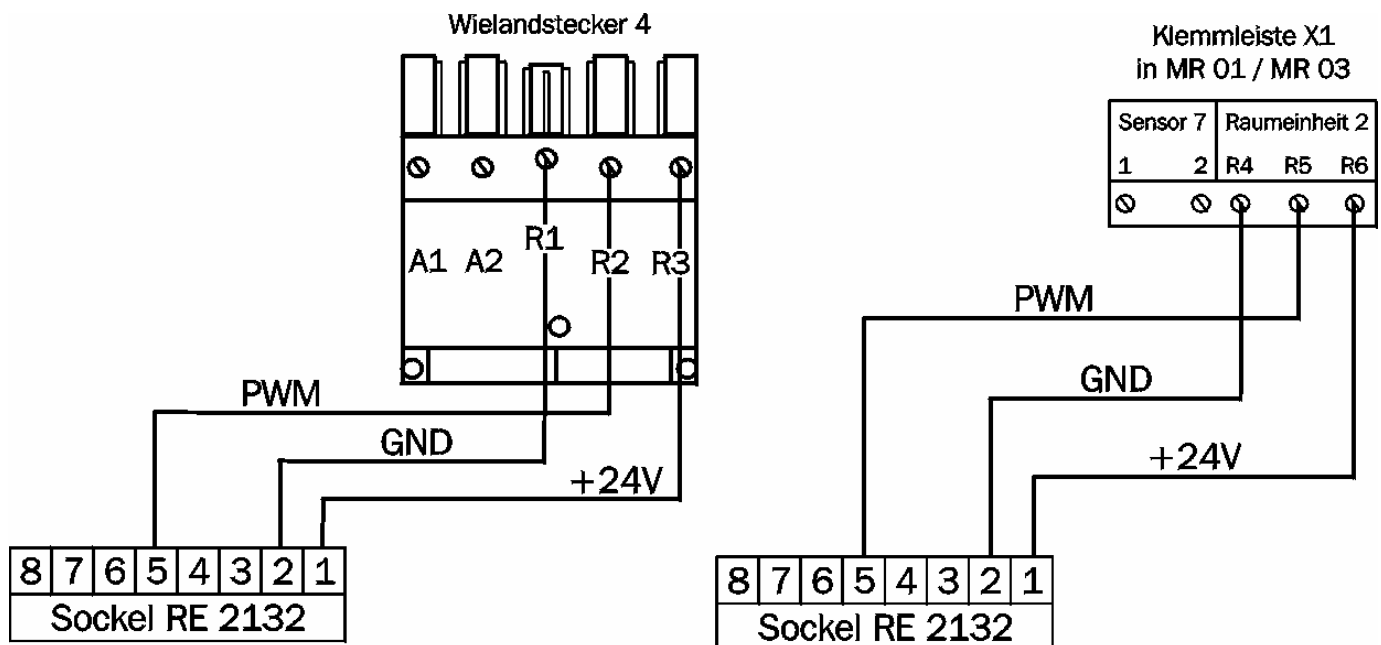 Wielandstecker 4
A1 A2 R1 R2 R3
PWM
GND
+24V
8 7 6 5 4 3 2 1
Sockel RE 2132
Klemmleiste X1
in MR 01 / MR 03
Sensor 7 Raumeinheit 2
1 2 R4 R5 R6
PWM
GND
+24V
8 7 6 5 4 3 2 1
Sockel RE 2132